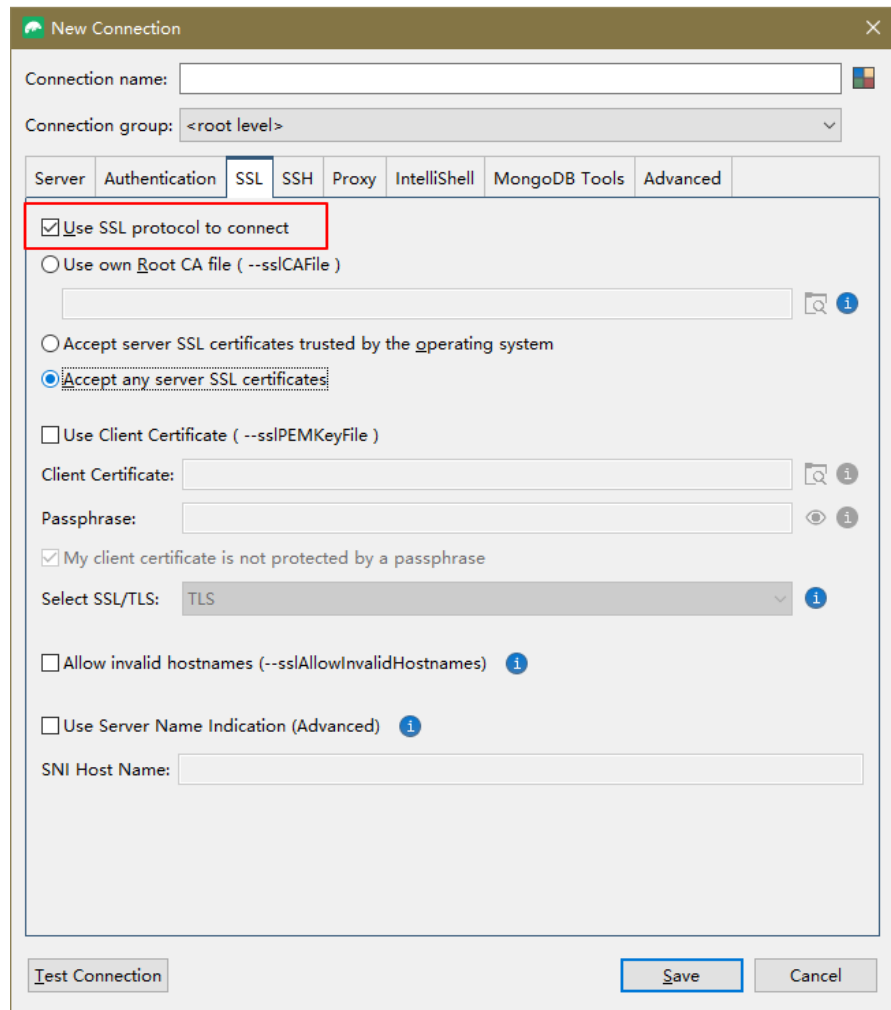 New Connection
Connection name:
Connection group: <root level>
Server Authentication SSL SSH Proxy IntelliShell MongoDB Tools Advanced
Use SSL protocol to connect
Use own Root CA file ( --sslCAFile )
Accept server SSL certificates trusted by the operating system
Accept any server SSL certificates
Use Client Certificate ( --sslPEMKeyFile )
Client Certificate:
Passphrase:
My client certificate is not protected by a passphrase
Select SSL/TLS: TLS
Allow invalid hostnames (--sslAllowInvalidHostnames)
Use Server Name Indication (Advanced)
SNI Host Name:
Test Connection Save Cancel